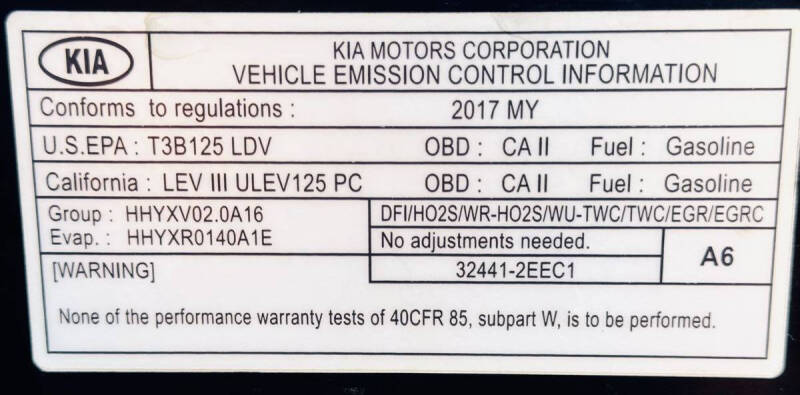 KIA
KIA MOTORS CORPORATION
VEHICLE EMISSION CONTROL INFORMATION
Conforms to regulations : 2017 MY
U.S.EPA : T3B125 LDV OBD : CA II Fuel : Gasoline
California : LEV III ULEV125 PC OBD : CA II Fuel : Gasoline
Group : HHYXV02.0A16 DFI/HO2S/WR-HO2S/WU-TWC/TWC/EGR/EGRC
Evap. : HHYXR0140A1E No adjustments needed. A6
[WARNING] 32441-2EEC1
None of the performance warranty tests of 40CFR 85, subpart W, is to be performed.